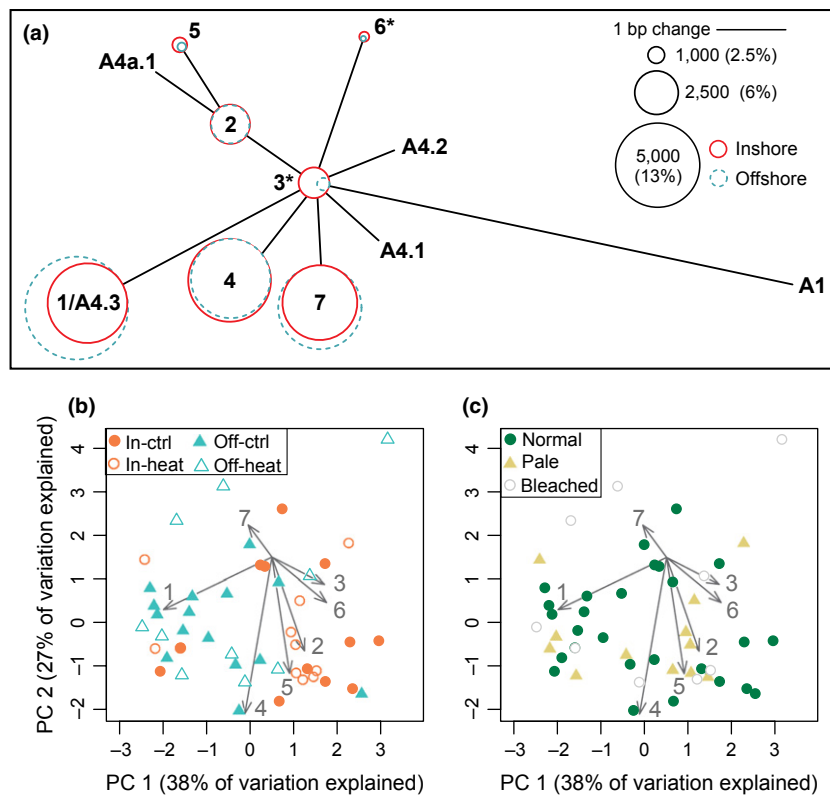 (a)
5
6*
1 bp change
A4a.1
1,000 (2.5%)
2,500 (6%)
2
A4.2
5,000
(13%)
Inshore
Offshore
3*
A4.1
1/A4.3
4
7
A1
(b)
In-ctrl
Off-ctrl
In-heat
Off-heat
PC 2 (27% of variation explained)
4
3
2
1
0
−1
−2
7
1
3
6
2
5
4
−3 −2 −1 0 1 2 3
PC 1 (38% of variation explained)
(c)
Normal
Pale
Bleached
4
3
2
1
0
−1
−2
7
1
3
6
2
5
4
−3 −2 −1 0 1 2 3
PC 1 (38% of variation explained)